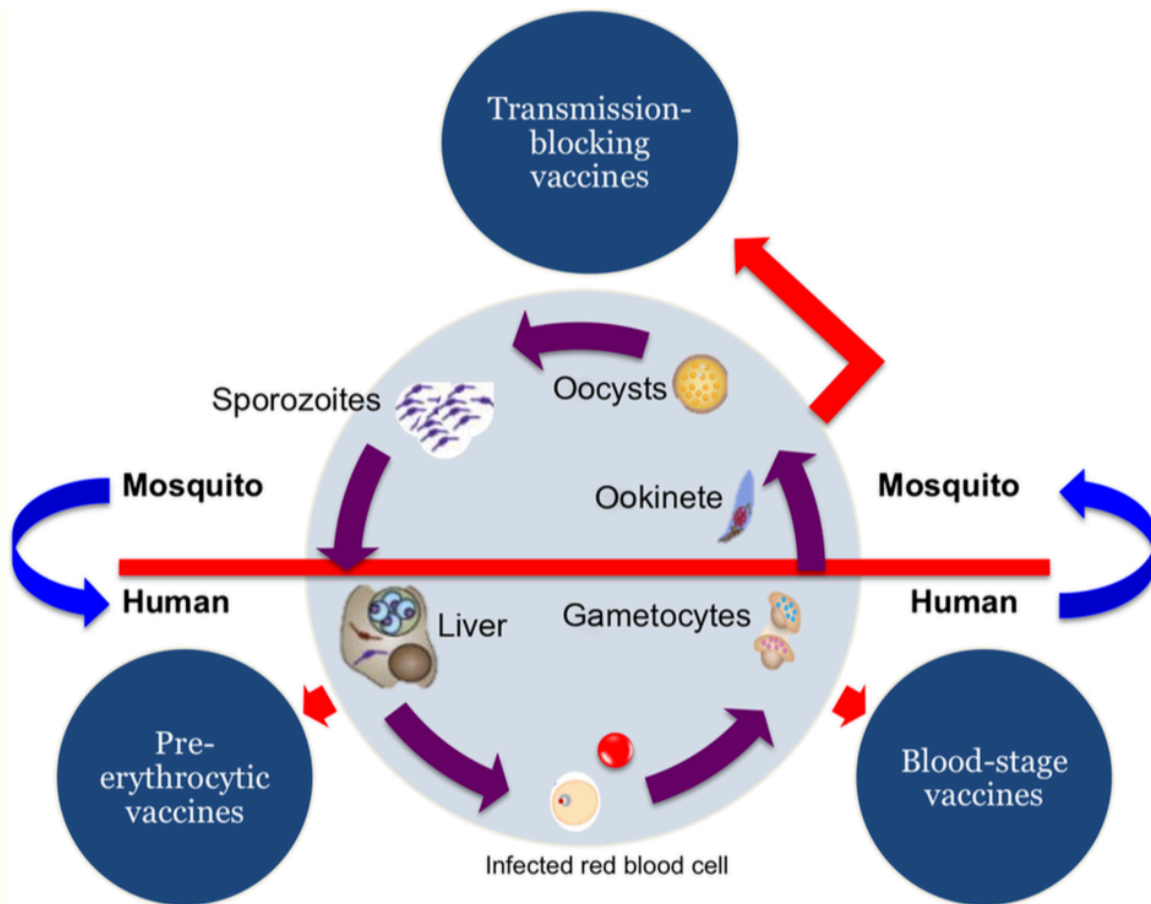 Transmission-
blocking
vaccines
Oocysts
Sporozoites
Mosquito
Ookinete
Mosquito
Human
Liver
Gametocytes
Human
Pre-
erythrocytic
vaccines
Blood-stage
vaccines
Infected red blood cell